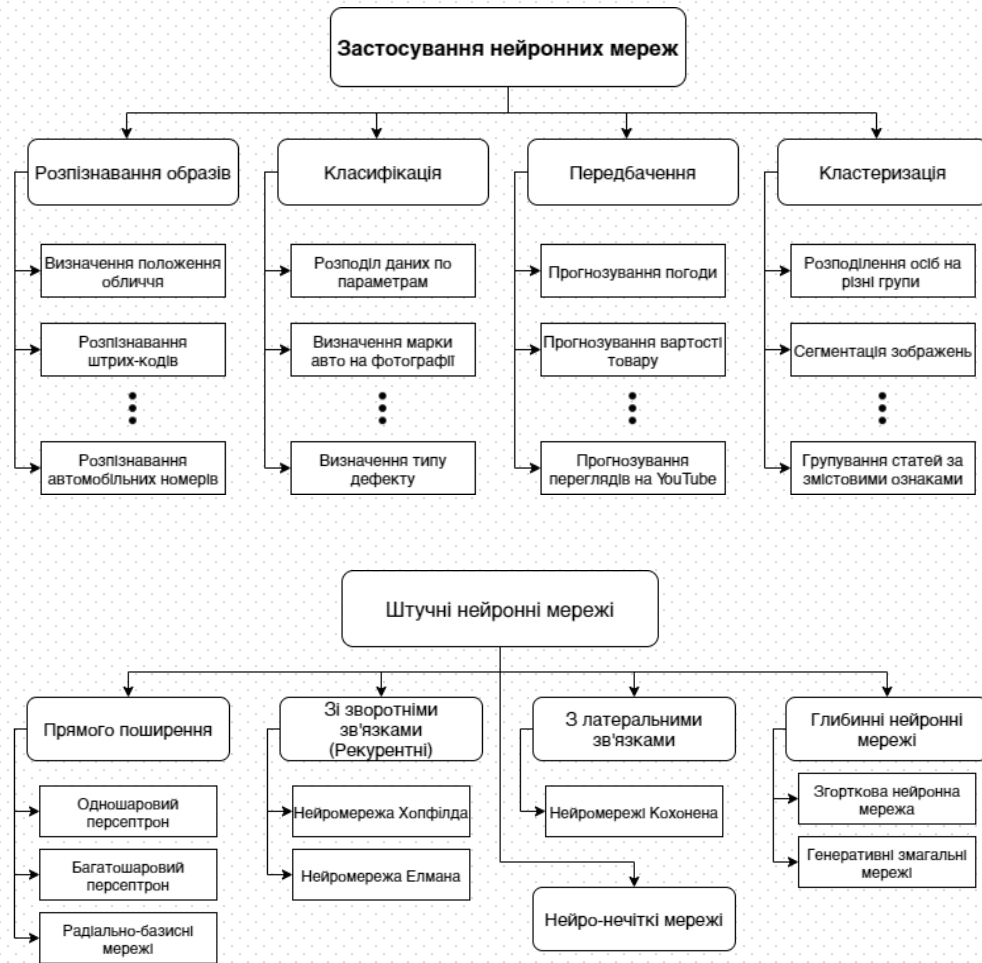 Застосування нейронних мереж
Розпізнавання образів
Класифікація
Передбачення
Кластеризація
Визначення положення
обличчя
Розподіл даних по
параметрам
Прогнозування погоди
Розподілення осіб на
різні групи
Розпізнавання
штрих-кодів
Визначення марки
авто на фотографії
Прогнозування вартості
товару
Сегментація зображень
Розпізнавання
автомобільних номерів
Визначення типу
дефекту
Прогнозування
переглядів на YouTube
Групування статей за
змістовими ознаками
Штучні нейронні мережі
Прямого поширення
Зі зворотніми
зв'язками
(Рекурентні)
З латеральними
зв'язками
Глибинні нейронні
мережі
Одношаровий
персептрон
Нейромережа Хопфілда
Нейромережі Кохонена
Згорткова нейронна
мережа
Багатошаровий
персептрон
Нейромережа Елмана
Генеративні змагальні
мережі
Радіально-базисні
мережі
Нейро-нечіткі мережі